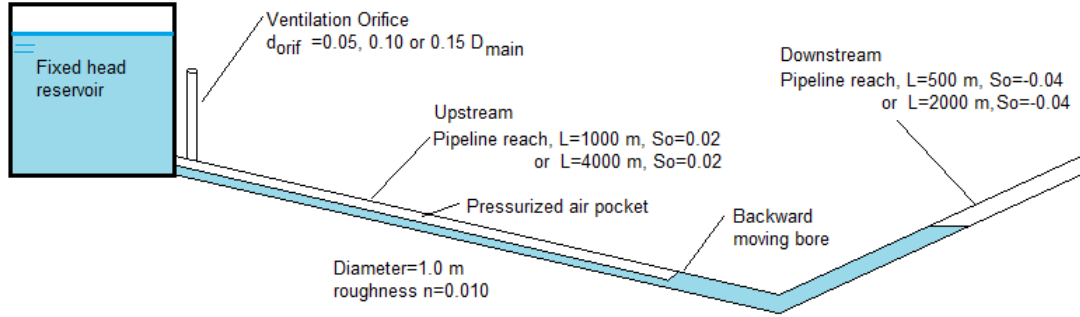 Ventilation Orifice
d_orif =0.05, 0.10 or 0.15 D_main
Fixed head
reservoir
Downstream
Pipeline reach, L=500 m, So=-0.04
or L=2000 m,So=-0.04
Upstream
Pipeline reach, L=1000 m, So=0.02
or L=4000 m, So=0.02
Pressurized air pocket
Backward
moving bore
Diameter=1.0 m
roughness n=0.010